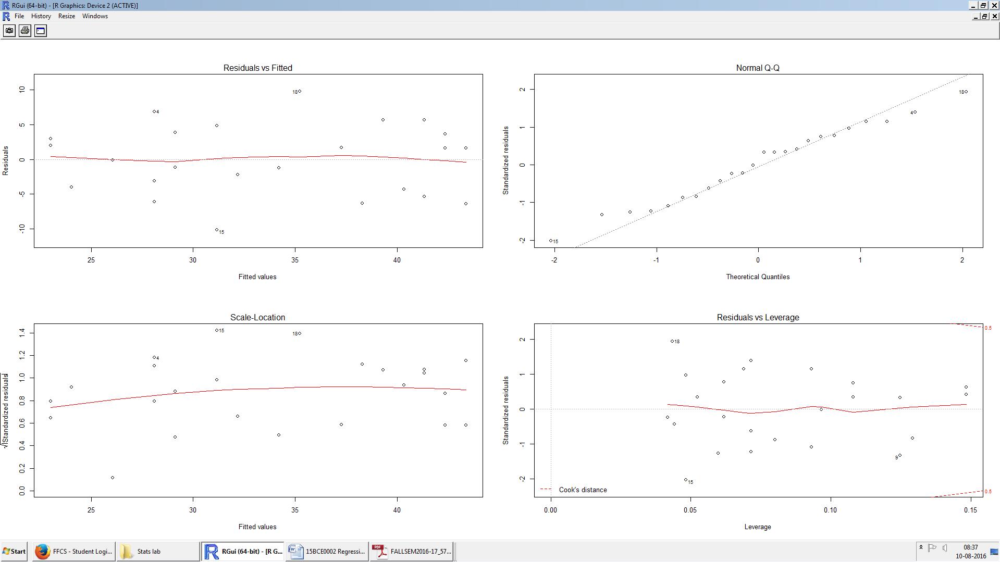 RGui (64-bit) - [R Graphics: Device 2 (ACTIVE)]
File History Resize Windows
Residuals vs Fitted
Residuals
10
5
0
-5
-10
18
4
15
25 30 35 40
Fitted values
Normal Q-Q
Standardized residuals
2
1
0
-1
-2
18
4
15
-2 -1 0 1 2
Theoretical Quantiles
Scale-Location
√|Standardized residuals|
1.4
1.2
1.0
0.8
0.6
0.4
0.2
0.0
15
18
4
25 30 35 40
Fitted values
Residuals vs Leverage
Standardized residuals
2
1
0
-1
-2
0.5
18
9
15
0.5
Cook's distance
0.00 0.05 0.10 0.15
Leverage
Start
FFCS - Student Logi...
Stats lab
RGui (64-bit) - [R G...
15BCE0002 Regressi...
PDF
FALLSEM2016-17_57...
08:37
10-08-2016